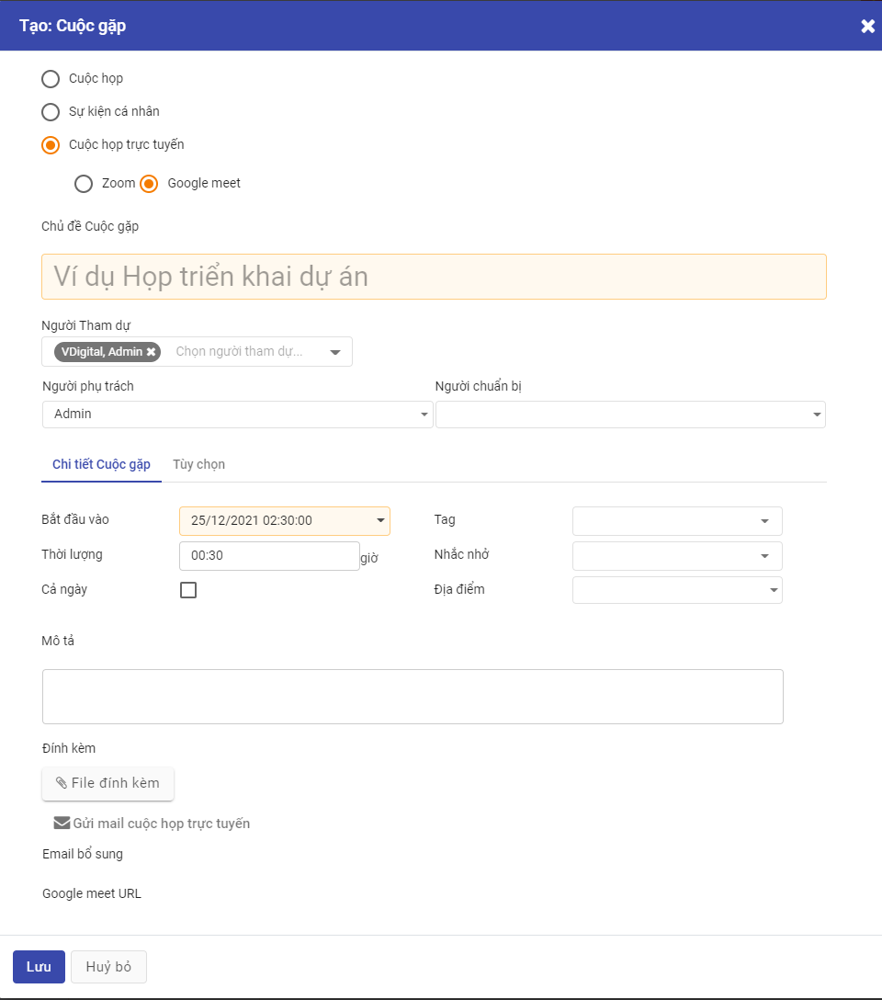 Tạo: Cuộc gặp
Cuộc họp
Sự kiện cá nhân
Cuộc họp trực tuyến
Zoom Google meet
Chủ đề Cuộc gặp
Ví dụ Họp triển khai dự án
Người Tham dự
VDigital, Admin Chọn người tham dự...
Người phụ trách Người chuẩn bị
Admin
Chi tiết Cuộc gặp Tùy chọn
Bắt đầu vào 25/12/2021 02:30:00 Tag
Thời lượng 00:30 giờ Nhắc nhở
Cả ngày Địa điểm
Mô tả
Đính kèm
File đính kèm
Gửi mail cuộc họp trực tuyến
Email bổ sung
Google meet URL
Lưu Huỷ bỏ